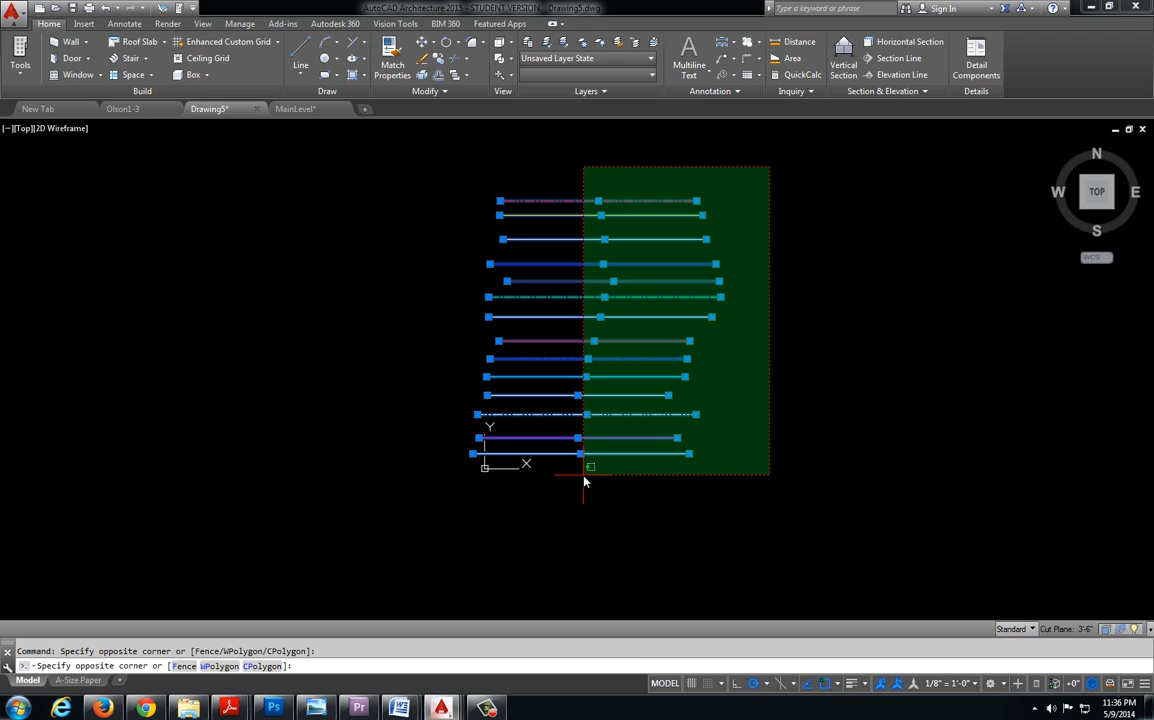 AutoCAD Architecture 2015 - STUDENT VERSION - Drawing5.dwg
Type a keyword or phrase
Sign In
Home Insert Annotate Render View Manage Add-ins Autodesk 360 Vision Tools BIM 360 Featured Apps
Tools
Wall
Door
Window
Roof Slab
Stair
Space
Enhanced Custom Grid
Ceiling Grid
Box
Line
Match
Properties
Unsaved Layer State
Multiline
Text
Distance
Area
QuickCalc
Vertical
Section
Horizontal Section
Section Line
Elevation Line
Detail
Components
Build Draw Modify View Layers Annotation Inquiry Section & Elevation Details
New Tab Olson1-3 Drawing5* MainLevel*
[−][Top][2D Wireframe]
N
W TOP E
S
WCS
Y
X
Standard Cut Plane: 3'-6"
Command: Specify opposite corner or [Fence/WPolygon/CPolygon]:
Specify opposite corner or [Fence WPolygon CPolygon]:
Model A-Size Paper
MODEL 1/8" = 1'-0" +0"
11:36 PM
5/9/2014